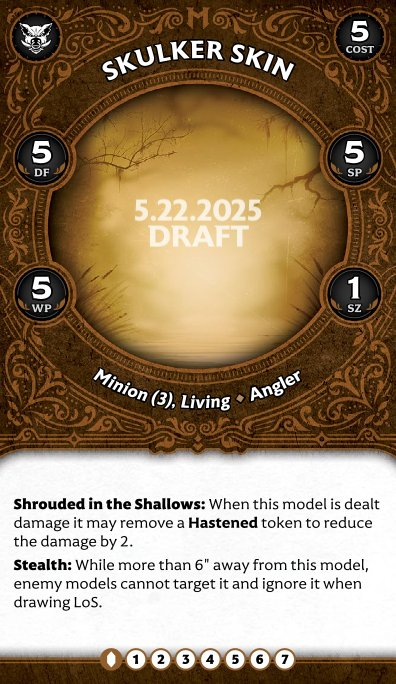 M
5
COST
SKULKER SKIN
5
DF
5
SP
5.22.2025
DRAFT
5
WP
1
SZ
Minion (3), Living ◆ Angler
Shrouded in the Shallows: When this model is dealt
damage it may remove a Hastened token to reduce
the damage by 2.
Stealth: While more than 6" away from this model,
enemy models cannot target it and ignore it when
drawing LoS.
1 2 3 4 5 6 7